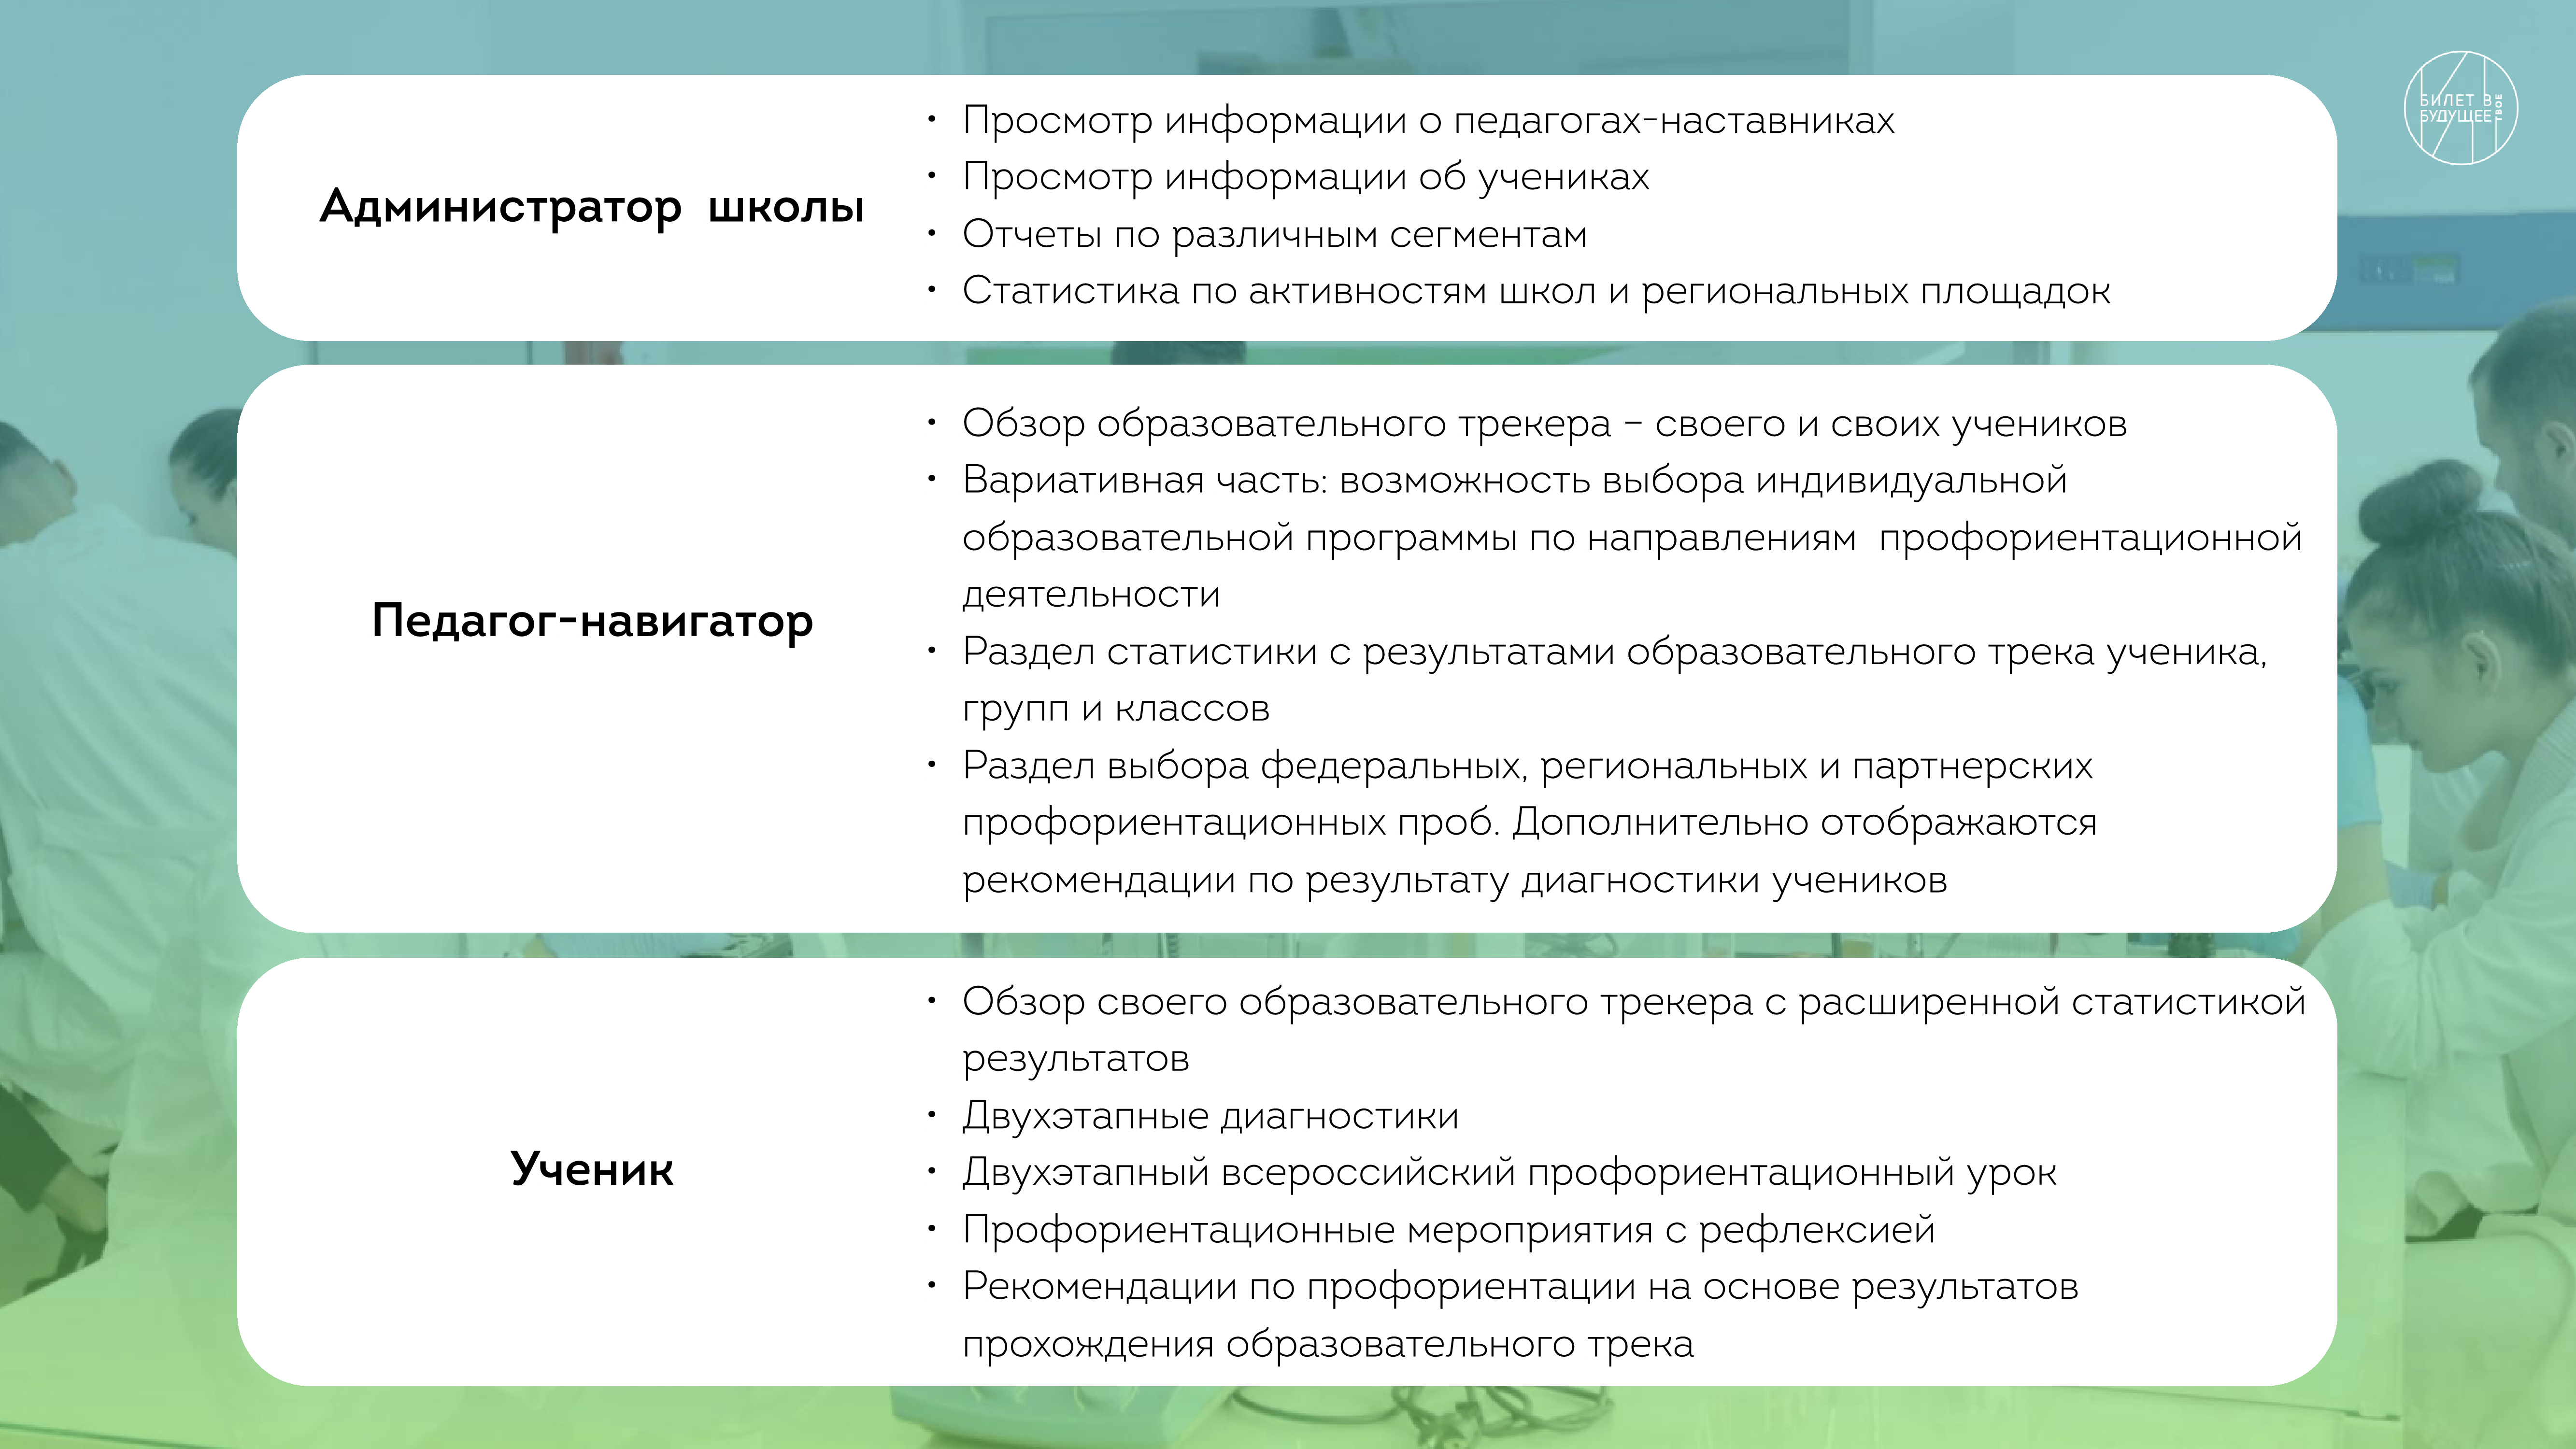 БИЛЕТ В
БУДУЩЕЕ
ТВОЕ
Администратор школы
• Просмотр информации о педагогах-наставниках
• Просмотр информации об учениках
• Отчеты по различным сегментам
• Статистика по активностям школ и региональных площадок
Педагог-навигатор
• Обзор образовательного трекера – своего и своих учеников
• Вариативная часть: возможность выбора индивидуальной
образовательной программы по направлениям профориентационной
деятельности
• Раздел статистики с результатами образовательного трека ученика,
групп и классов
• Раздел выбора федеральных, региональных и партнерских
профориентационных проб. Дополнительно отображаются
рекомендации по результату диагностики учеников
Ученик
• Обзор своего образовательного трекера с расширенной статистикой
результатов
• Двухэтапные диагностики
• Двухэтапный всероссийский профориентационный урок
• Профориентационные мероприятия с рефлексией
• Рекомендации по профориентации на основе результатов
прохождения образовательного трека